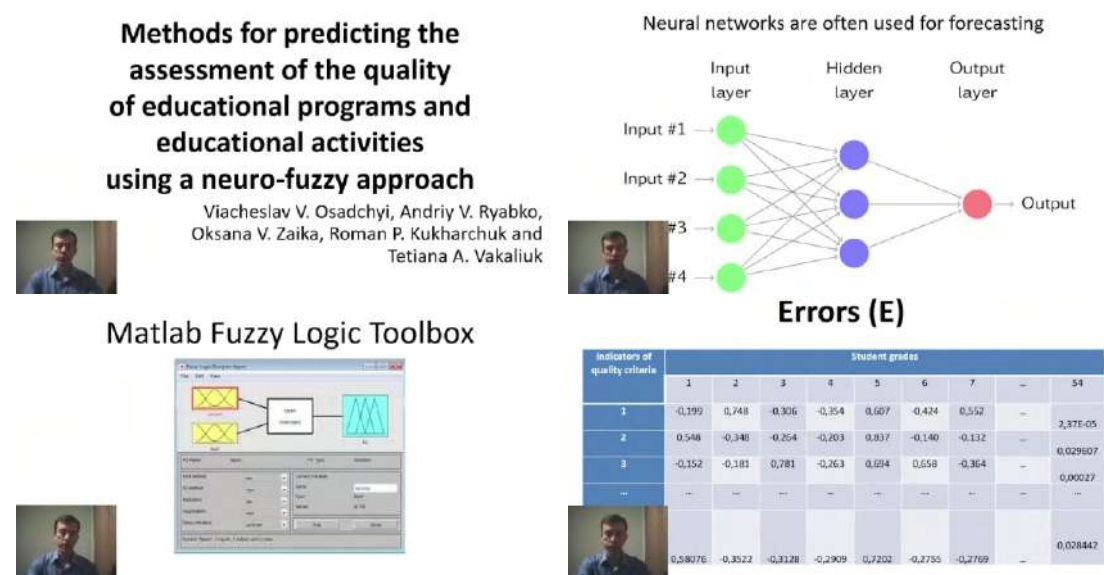 Methods for predicting the
assessment of the quality
of educational programs and
educational activities
using a neuro-fuzzy approach
Viacheslav V. Osadchyi, Andriy V. Ryabko,
Oksana V. Zaika, Roman P. Kukharchuk and
Tetiana A. Vakaliuk
Neural networks are often used for forecasting
Input layer
Hidden layer
Output layer
Input #1
Input #2
#3
#4
Output
Matlab Fuzzy Logic Toolbox
Errors (E)
Indicators of quality criteria
Student grades
1 2 3 4 5 6 7 ... 54
1 -0,199 0,748 -0,306 -0,354 0,607 -0,424 0,552 ... 2,37E-05
2 0,548 -0,348 -0,264 -0,203 0,837 -0,140 -0,132 ... 0,029607
3 -0,152 -0,181 0,781 -0,263 0,694 0,658 -0,364 ... 0,00027
... ... ... ... ... ... ... ... ... ...
0,58076 -0,3522 -0,3128 -0,2909 0,7202 -0,2755 -0,2769 ... 0,028442